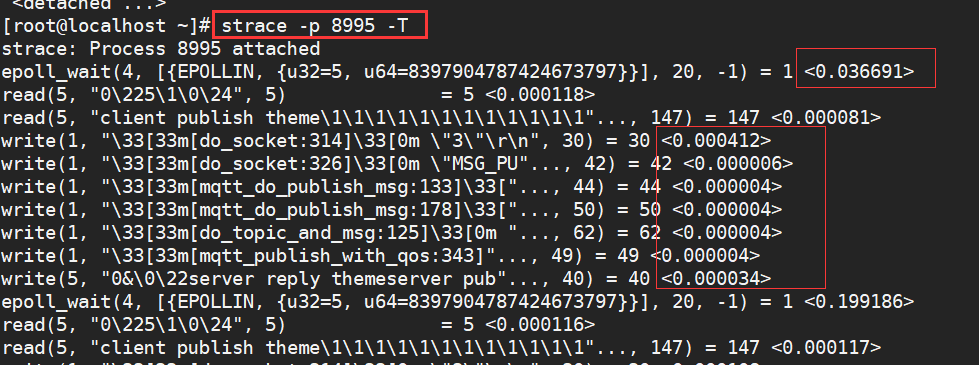 <detached ...>
[root@localhost ~]# strace -p 8995 -T
strace: Process 8995 attached
epoll_wait(4, [{EPOLLIN, {u32=5, u64=8397904787424673797}}], 20, -1) = 1 <0.036691>
read(5, "0\225\1\0\24", 5)               = 5 <0.000118>
read(5, "client publish theme\1\1\1\1\1\1\1\1\1\1\1\1"..., 147) = 147 <0.000081>
write(1, "\33[33m[do_socket:314]\33[0m \"3\"\r\n", 30) = 30 <0.000412>
write(1, "\33[33m[do_socket:326]\33[0m \"MSG_PU"..., 42) = 42 <0.000006>
write(1, "\33[33m[mqtt_do_publish_msg:133]\33["..., 44) = 44 <0.000004>
write(1, "\33[33m[mqtt_do_publish_msg:178]\33["..., 50) = 50 <0.000004>
write(1, "\33[33m[do_topic_and_msg:125]\33[0m "..., 62) = 62 <0.000004>
write(1, "\33[33m[mqtt_publish_with_qos:343]"..., 49) = 49 <0.000004>
write(5, "0&\0\22server reply themeserver pub"..., 40) = 40 <0.000034>
epoll_wait(4, [{EPOLLIN, {u32=5, u64=8397904787424673797}}], 20, -1) = 1 <0.199186>
read(5, "0\225\1\0\24", 5)               = 5 <0.000116>
read(5, "client publish theme\1\1\1\1\1\1\1\1\1\1\1\1"..., 147) = 147 <0.000117>